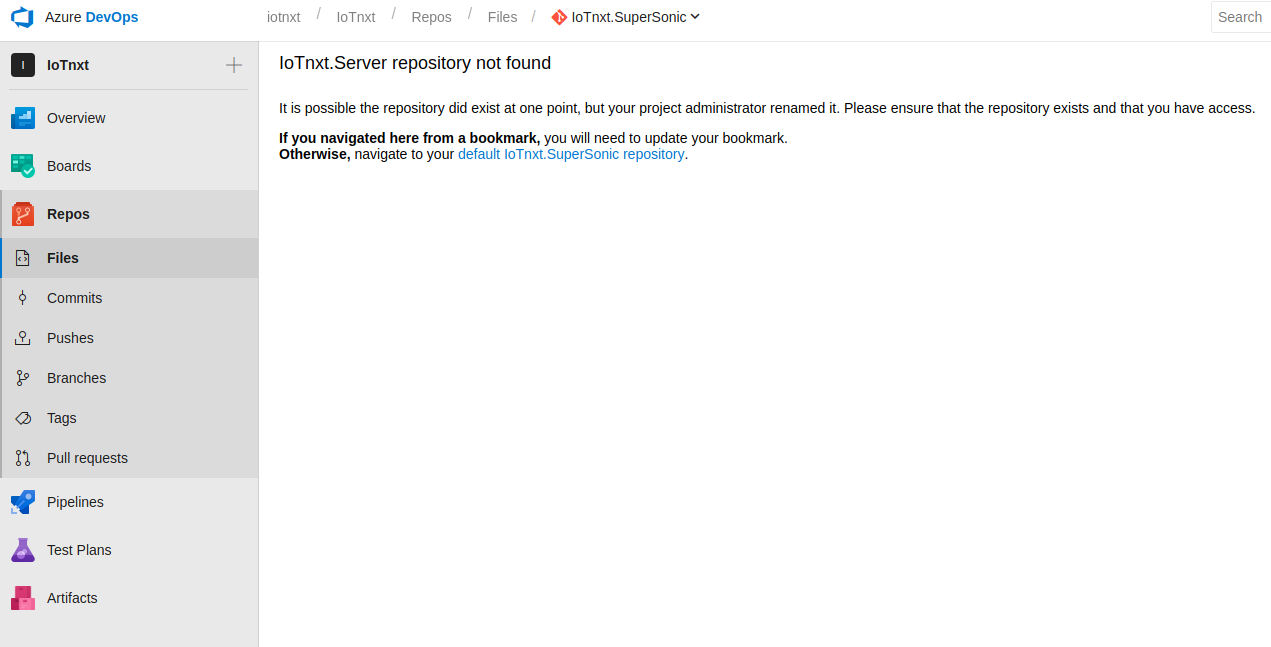 Azure DevOps
iotnxt / IoTnxt / Repos / Files / IoTnxt.SuperSonic
Search
I IoTnxt
Overview
Boards
Repos
Files
Commits
Pushes
Branches
Tags
Pull requests
Pipelines
Test Plans
Artifacts
IoTnxt.Server repository not found
It is possible the repository did exist at one point, but your project administrator renamed it. Please ensure that the repository exists and that you have access.
If you navigated here from a bookmark, you will need to update your bookmark.
Otherwise, navigate to your default IoTnxt.SuperSonic repository.